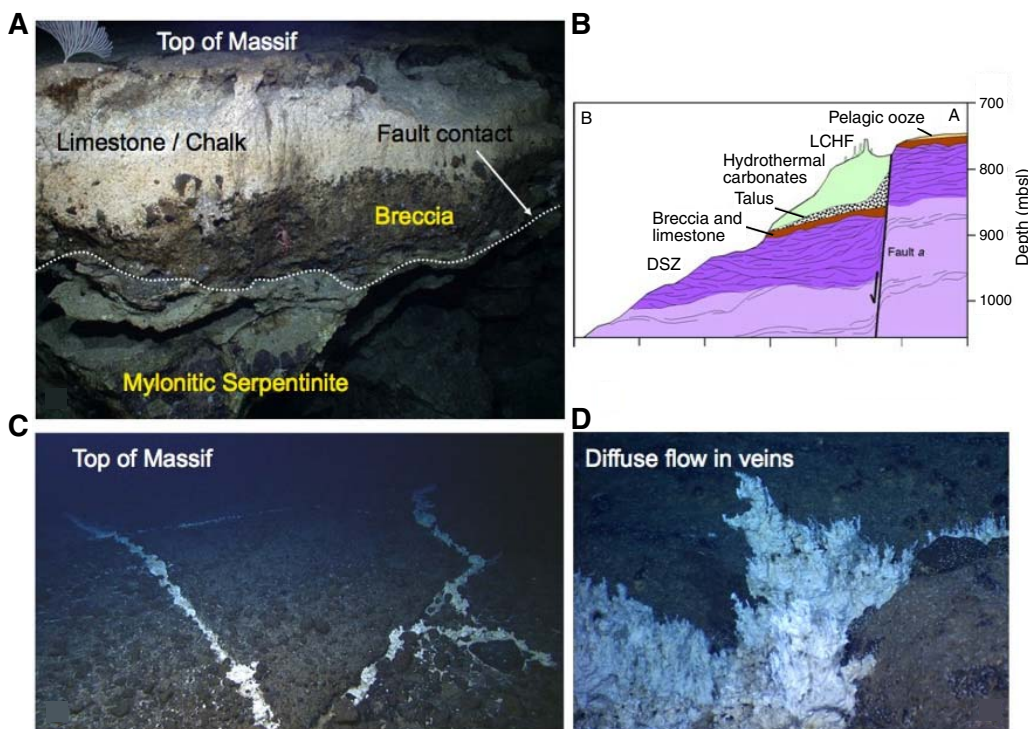 A
Top of Massif
Limestone / Chalk
Fault contact
Breccia
Mylonitic Serpentinite
B
B
A
Pelagic ooze
LCHF
Hydrothermal
carbonates
Talus
Breccia and
limestone
DSZ
Fault a
700
800
900
1000
Depth (mbsl)
C
Top of Massif
D
Diffuse flow in veins